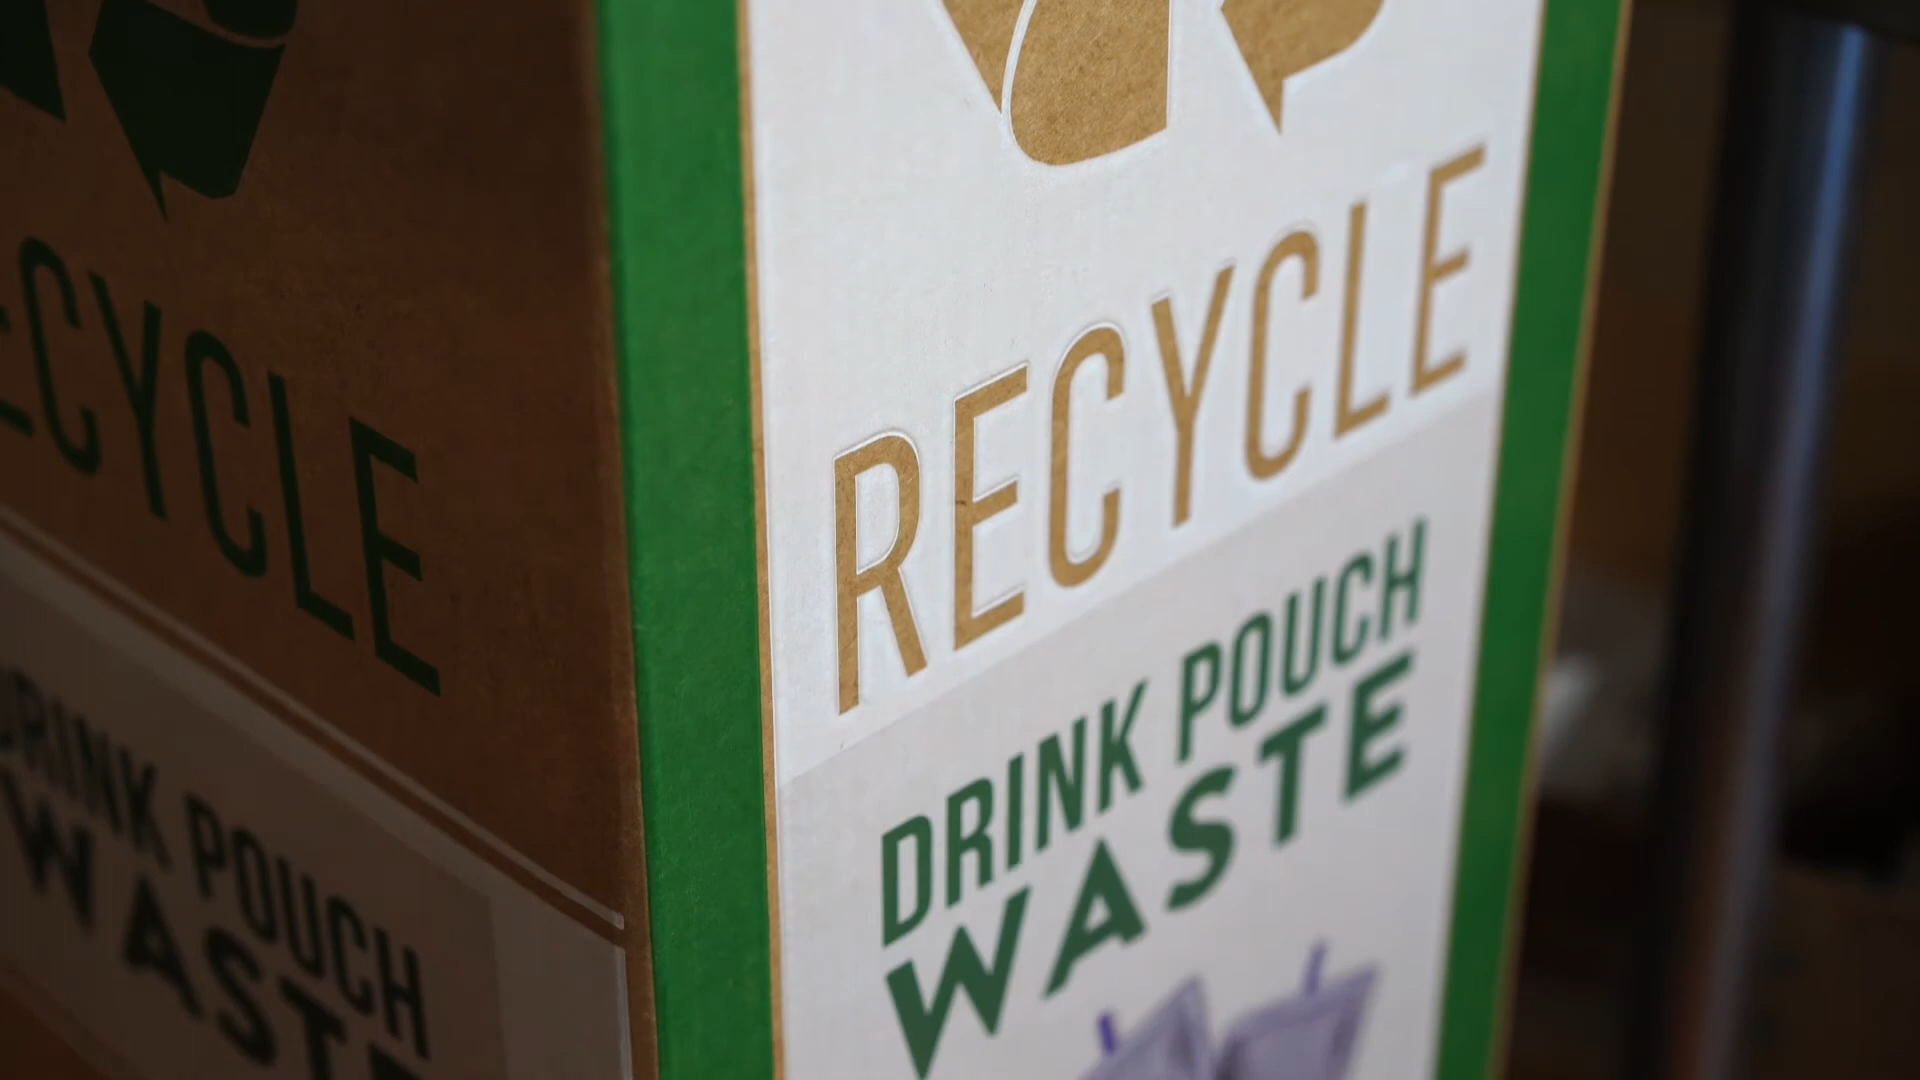 ECYCLE
DRINK POUCH
WASTE
RECYCLE
DRINK POUCH
WASTE